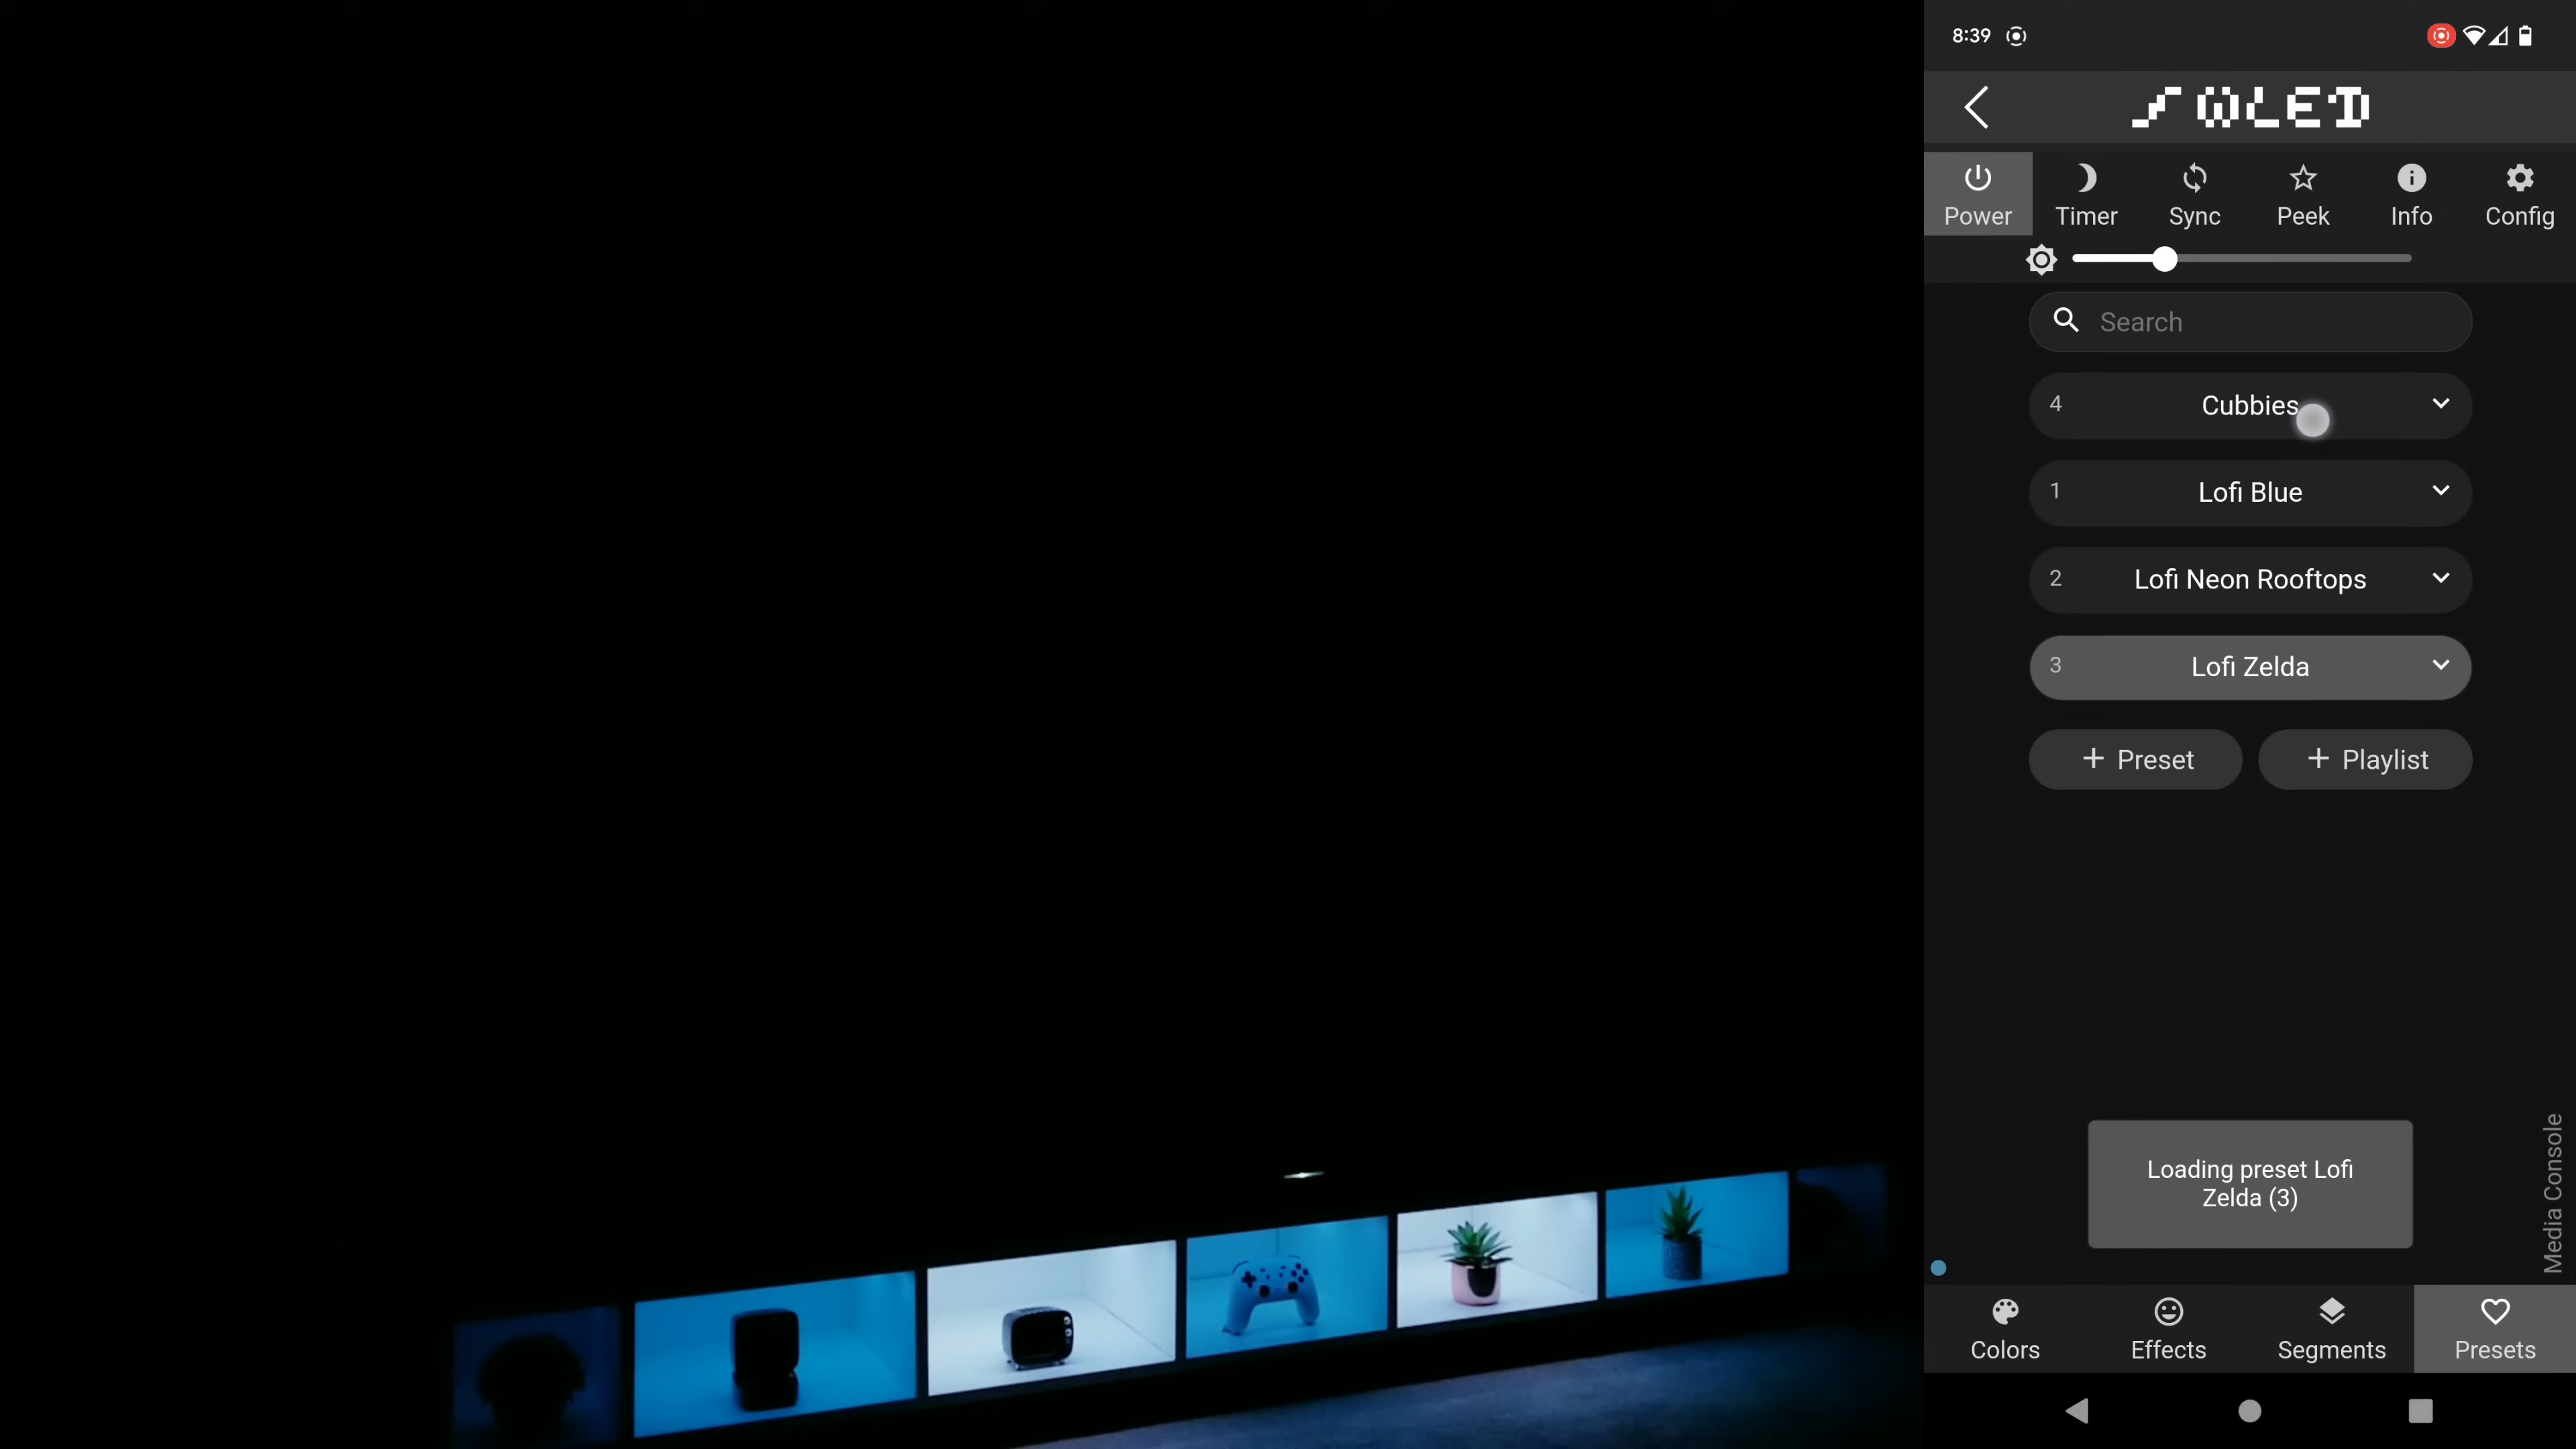 8:39
WLED
Power Timer Sync Peek Info Config
Search
4 Cubbies
1 Lofi Blue
2 Lofi Neon Rooftops
3 Lofi Zelda
+ Preset + Playlist
Loading preset Lofi
Zelda (3)
Media Console
Colors Effects Segments Presets